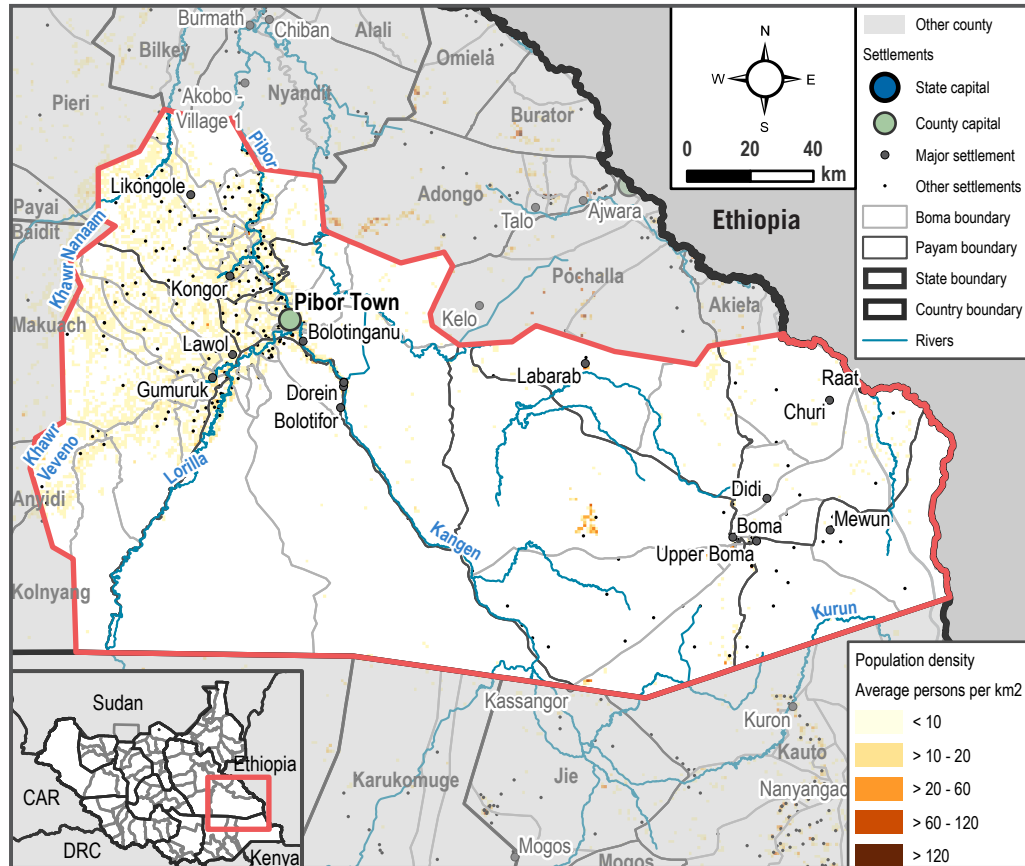 Burmath
Chiban
Bilkey
Alali
Omiela
Pieri
Akobo -
Village 1
Nyandit
Burator
Pibor
Likongole
Adongo
Talo
Ajwara
Payai
Baidit
Khawr Nanaam
Ethiopia
Kongor
Pochalla
Akiela
Makuach
Pibor Town
Kelo
Bolotinganu
Lawol
Gumuruk
Dorein
Bolotifor
Labarab
Raat
Churi
Khawr
Veveno
Lorilla
Anyidi
Didi
Kangen
Boma
Upper Boma
Mewun
Kolnyang
Kurun
Kassangor
Kuron
Kauto
Karukomuge
Jie
Nanyangac
Mogos
Mogos
N
W
E
S
0 20 40
km
Other county
Settlements
State capital
County capital
Major settlement
Other settlements
Boma boundary
Payam boundary
State boundary
Country boundary
Rivers
Population density
Average persons per km2
< 10
> 10 - 20
> 20 - 60
> 60 - 120
> 120
Sudan
Ethiopia
CAR
DRC
Kenya